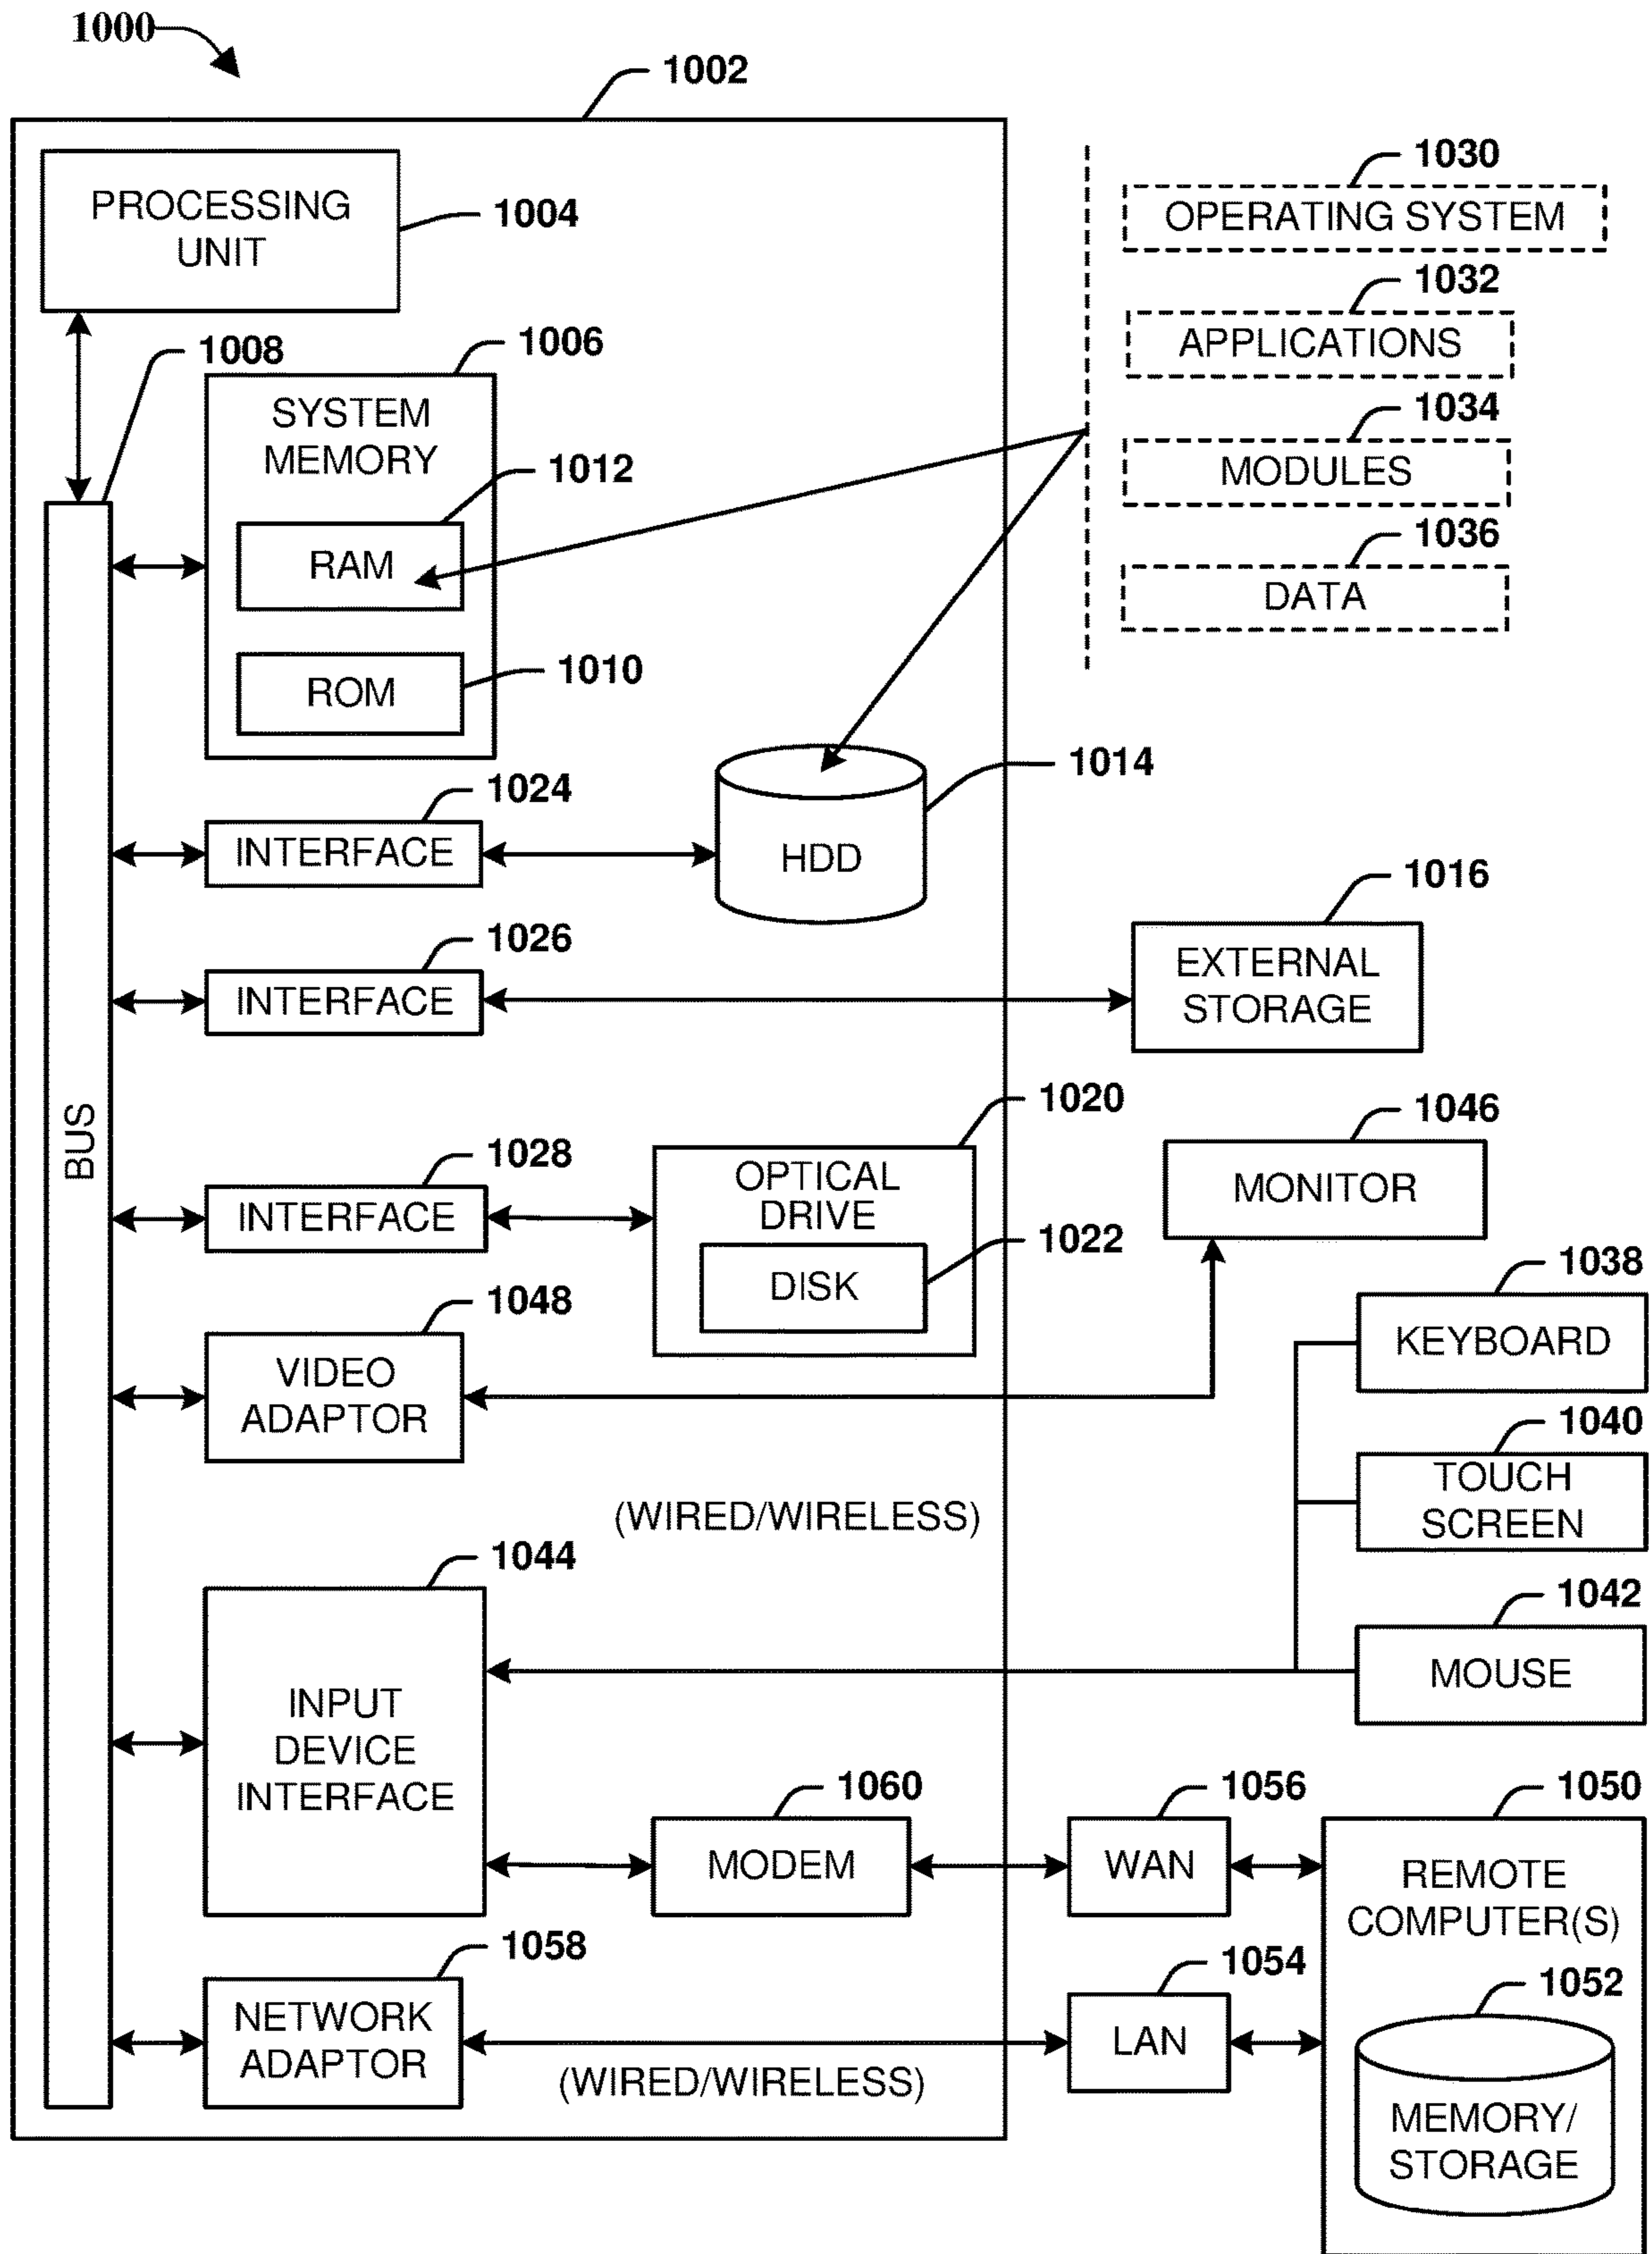 1000
1002
PROCESSING
UNIT
1004
1030
OPERATING SYSTEM
1032
APPLICATIONS
1034
MODULES
1036
DATA
1008
1006
SYSTEM
MEMORY
1012
RAM
1010
ROM
1014
HDD
1024
INTERFACE
1016
EXTERNAL
STORAGE
1026
INTERFACE
BUS
1020
OPTICAL
DRIVE
1022
DISK
1028
INTERFACE
1046
MONITOR
1048
VIDEO
ADAPTOR
1038
KEYBOARD
1040
TOUCH
SCREEN
(WIRED/WIRELESS)
1042
MOUSE
1044
INPUT
DEVICE
INTERFACE
1060
MODEM
1056
WAN
1050
REMOTE
COMPUTER(S)
1058
NETWORK
ADAPTOR
(WIRED/WIRELESS)
1054
LAN
1052
MEMORY/
STORAGE